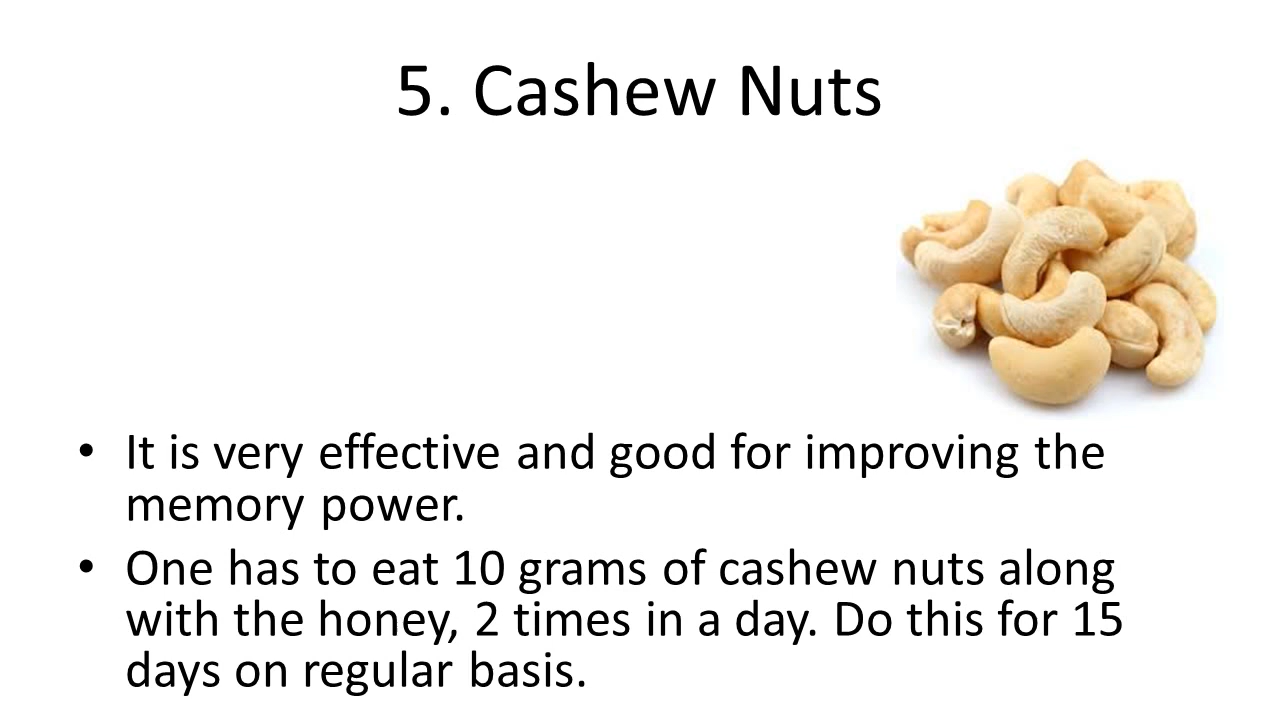 5. Cashew Nuts
• It is very effective and good for improving the
memory power.
• One has to eat 10 grams of cashew nuts along
with the honey, 2 times in a day. Do this for 15
days on regular basis.